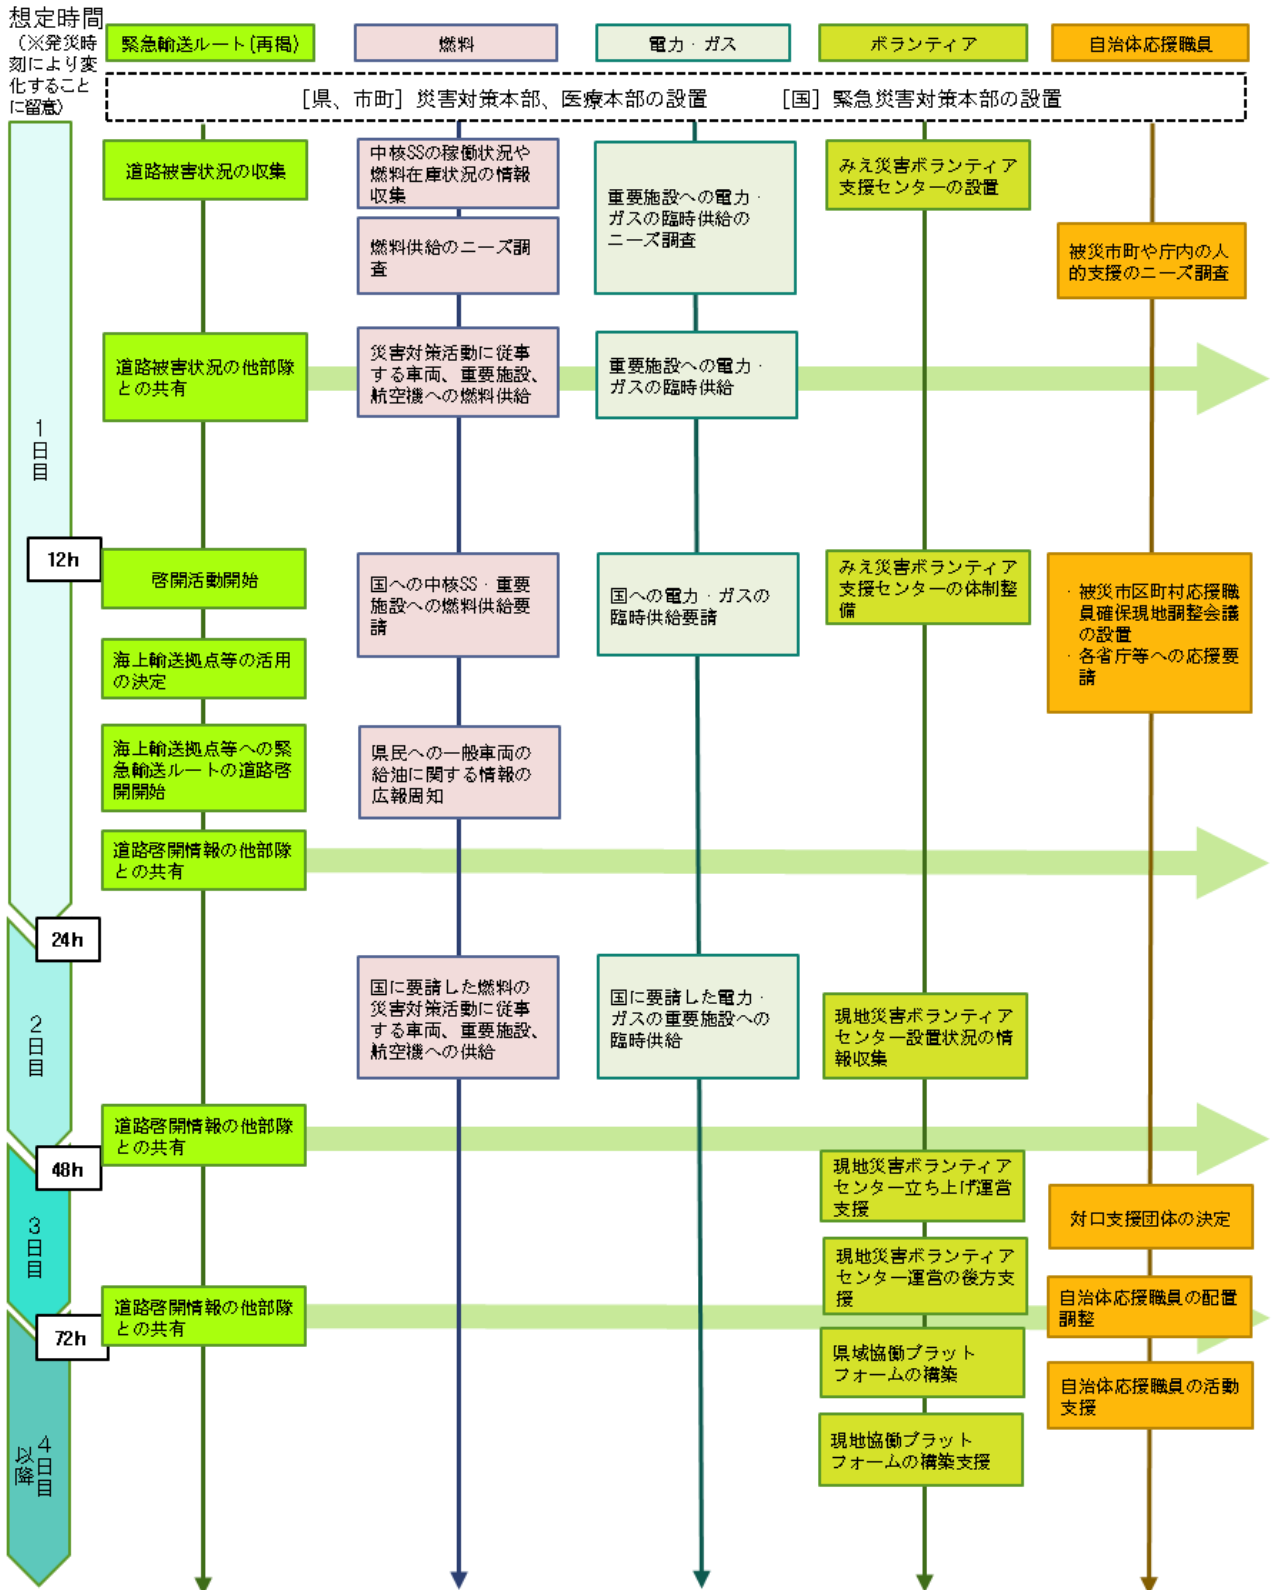 想定時間
(※発災時
刻により変
化すること
に留意)
緊急輸送ルート(再掲)
燃料
電力・ガス
ボランティア
自治体応援職員
[県、市町] 災害対策本部、医療本部の設置　　[国] 緊急災害対策本部の設置
1日目
12h
24h
2日目
48h
3日目
72h
4日目
以降
道路被害状況の収集
道路被害状況の他部隊
との共有
啓開活動開始
海上輸送拠点等の活用
の決定
海上輸送拠点等への緊
急輸送ルートの道路啓
開開始
道路啓開情報の他部隊
との共有
道路啓開情報の他部隊
との共有
道路啓開情報の他部隊
との共有
中核SSの稼働状況や
燃料在庫状況の情報
収集
燃料供給のニーズ調
査
災害対策活動に従事
する車両、重要施設、
航空機への燃料供給
国への中核SS・重要
施設への燃料供給要
請
県民への一般車両の
給油に関する情報の
広報周知
国に要請した燃料の
災害対策活動に従事
する車両、重要施設、
航空機への供給
重要施設への電力・
ガスの臨時供給の
ニーズ調査
重要施設への電力・
ガスの臨時供給
国への電力・ガスの
臨時供給要請
国に要請した電力・
ガスの重要施設への
臨時供給
みえ災害ボランティア
支援センターの設置
みえ災害ボランティア
支援センターの体制整
備
現地災害ボランティア
センター設置状況の情
報収集
現地災害ボランティア
センター立ち上げ運営
支援
現地災害ボランティア
センター運営の後方支
援
県域協働プラット
フォームの構築
現地協働プラット
フォームの構築支援
被災市町や庁内の人
的支援のニーズ調査
・被災市区町村応援職
員確保現地調整会議
の設置
・各省庁等への応援要
請
対口支援団体の決定
自治体応援職員の配置
調整
自治体応援職員の活動
支援